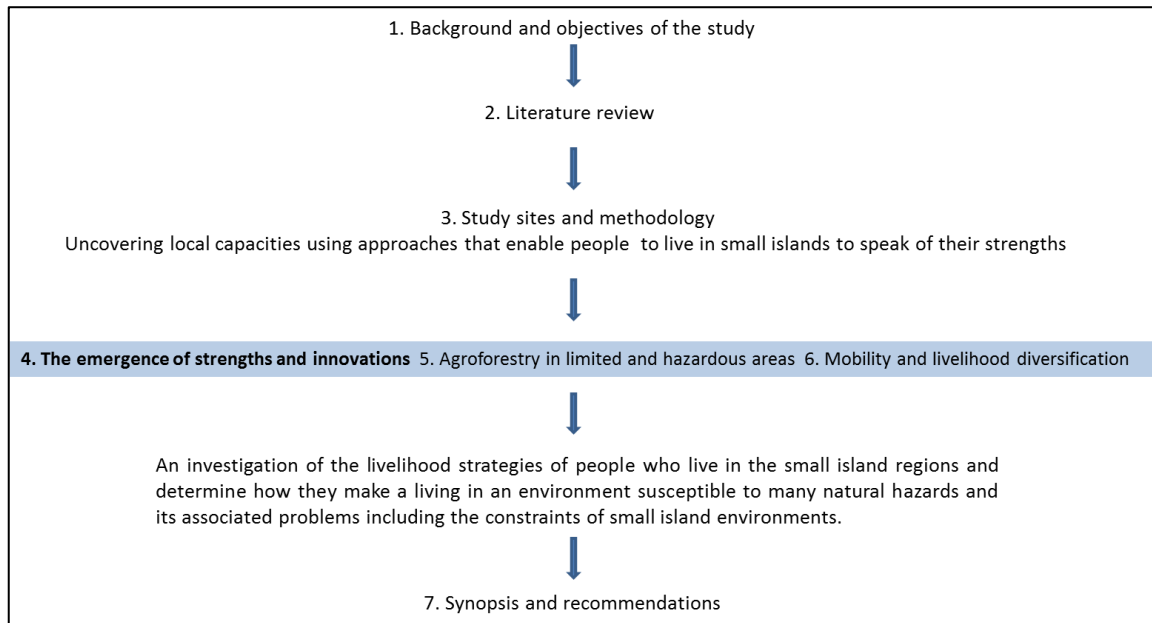 1. Background and objectives of the study
2. Literature review
3. Study sites and methodology
Uncovering local capacities using approaches that enable people to live in small islands to speak of their strengths
4. The emergence of strengths and innovations 5. Agroforestry in limited and hazardous areas 6. Mobility and livelihood diversification
An investigation of the livelihood strategies of people who live in the small island regions and
determine how they make a living in an environment susceptible to many natural hazards and
its associated problems including the constraints of small island environments.
7. Synopsis and recommendations